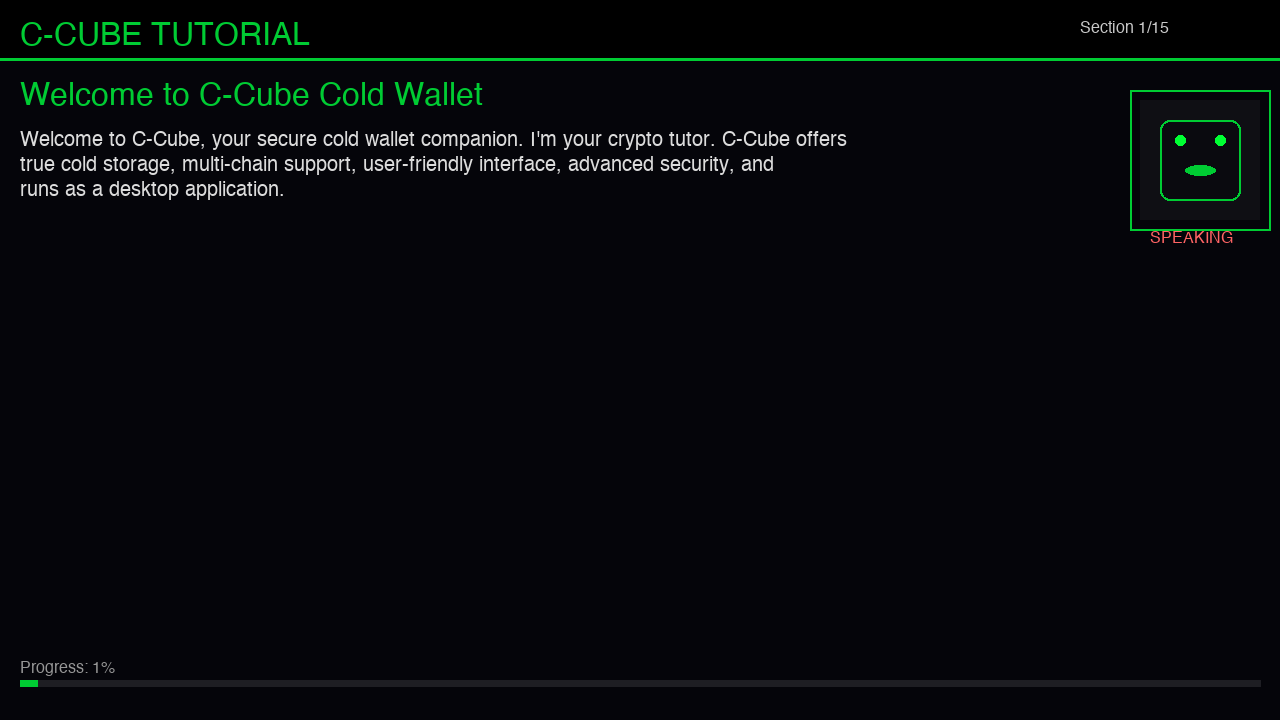 C-CUBE TUTORIAL
Section 1/15
Welcome to C-Cube Cold Wallet
Welcome to C-Cube, your secure cold wallet companion. I'm your crypto tutor. C-Cube offers
true cold storage, multi-chain support, user-friendly interface, advanced security, and
runs as a desktop application.
SPEAKING
Progress: 1%